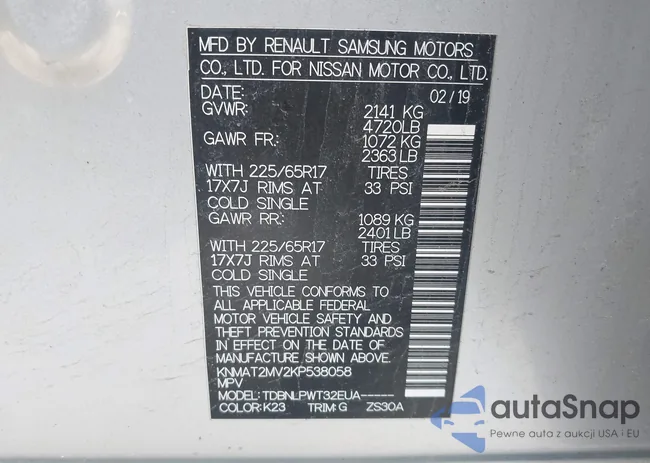 MFD BY RENAULT SAMSUNG MOTORS
CO., LTD. FOR NISSAN MOTOR CO., LTD.
DATE: 02/19
GVWR: 2141 KG
4720LB
GAWR FR: 1072 KG
2363 LB
WITH 225/65R17 TIRES
17X7J RIMS AT 33 PSI
COLD SINGLE
GAWR RR: 1089 KG
2401 LB
WITH 225/65R17 TIRES
17X7J RIMS AT 33 PSI
COLD SINGLE
THIS VEHICLE CONFORMS TO
ALL APPLICABLE FEDERAL
MOTOR VEHICLE SAFETY AND
THEFT PREVENTION STANDARDS
IN EFFECT ON THE DATE OF
MANUFACTURE SHOWN ABOVE.
KNMAT2MV2KP538058
MPV
MODEL: TDBNLPWT32EUA-----
COLOR: K23 TRIM: G ZS30A
autoSnap
Pewne auta z aukcji USA i EU